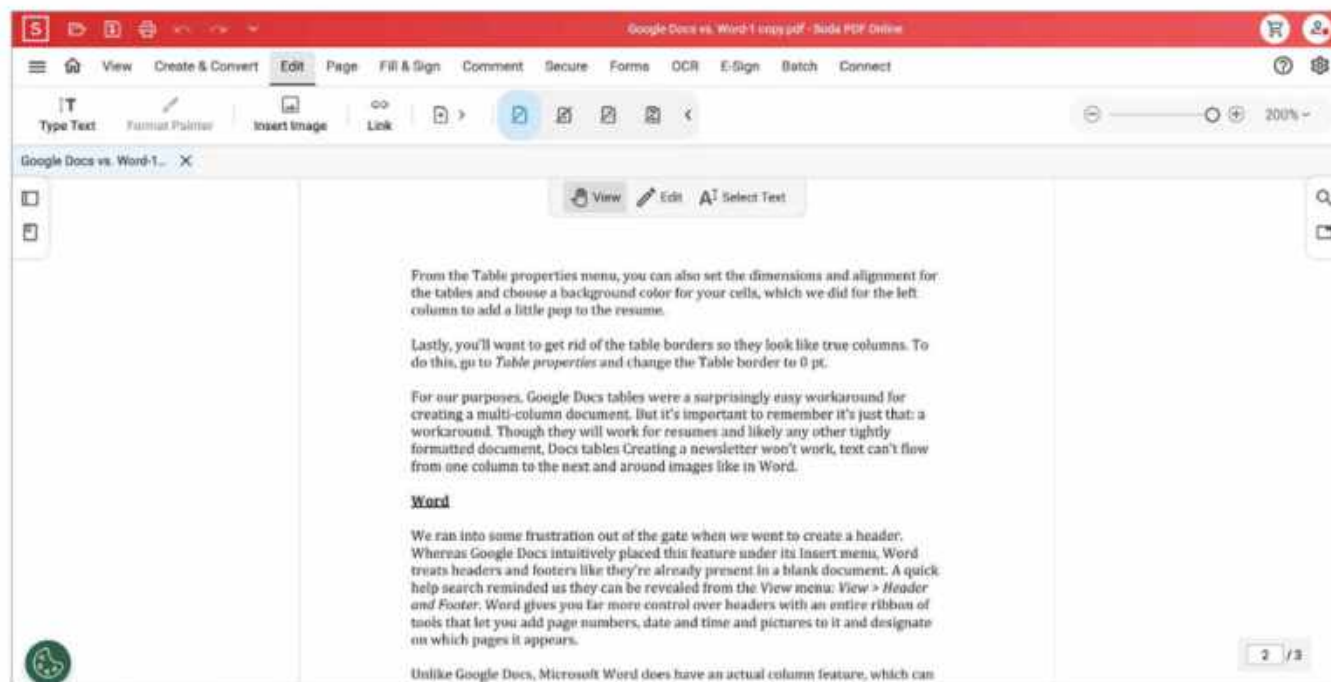 S
Google Docs vs. Word-1 copy.pdf - Soda PDF Online
View Create & Convert Edit Page Fill & Sign Comment Secure Forms OCR E-Sign Batch Connect
Type Text Format Painter Insert Image Link 200%
Google Docs vs. Word-1...
View Edit Select Text
From the Table properties menu, you can also set the dimensions and alignment for
the tables and choose a background color for your cells, which we did for the left
column to add a little pop to the resume.
Lastly, you'll want to get rid of the table borders so they look like true columns. To
do this, go to Table properties and change the Table border to 0 pt.
For our purposes, Google Docs tables were a surprisingly easy workaround for
creating a multi-column document. But it's important to remember it's just that: a
workaround. Though they will work for resumes and likely any other tightly
formatted document, Docs tables Creating a newsletter won't work, text can't flow
from one column to the next and around images like in Word.
Word
We ran into some frustration out of the gate when we went to create a header.
Whereas Google Docs intuitively placed this feature under its Insert menu, Word
treats headers and footers like they're already present in a blank document. A quick
help search reminded us they can be revealed from the View menu: View > Header
and Footer. Word gives you far more control over headers with an entire ribbon of
tools that let you add page numbers, date and time and pictures to it and designate
on which pages it appears.
2 /3
Unlike Google Docs, Microsoft Word does have an actual column feature, which can